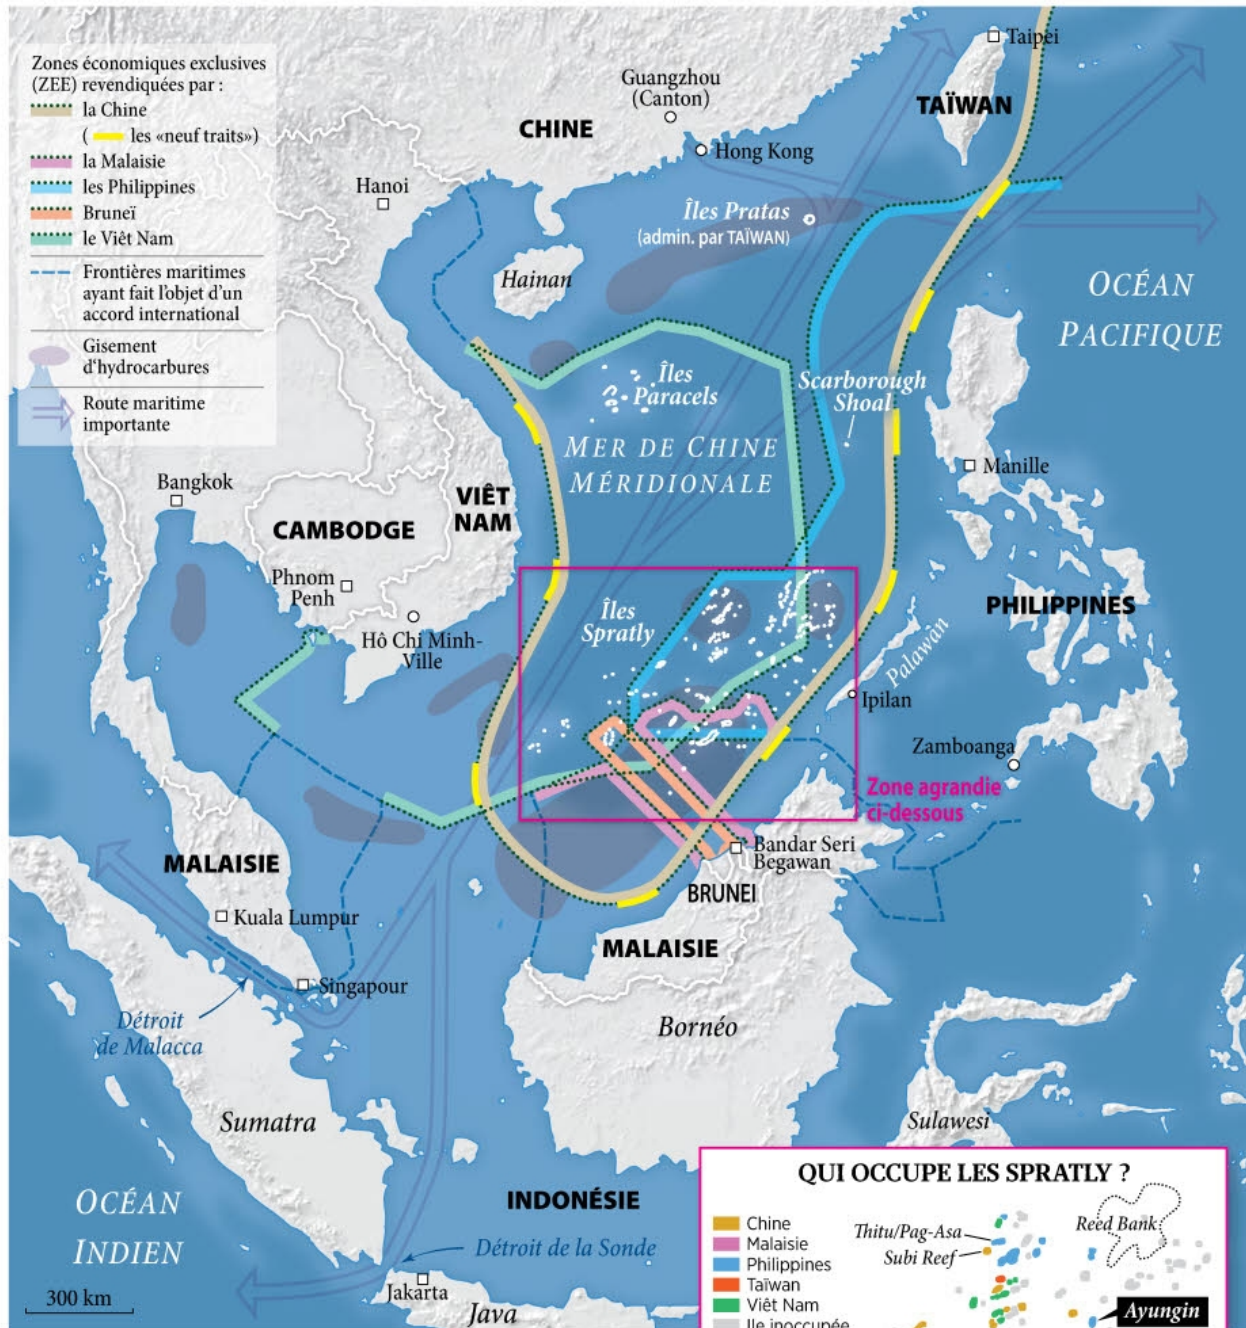 Zones économiques exclusives
(ZEE) revendiquées par :
la Chine
( les «neuf traits»)
la Malaisie
les Philippines
Bruneï
le Viêt Nam
Frontières maritimes
ayant fait l'objet d'un
accord international
Gisement
d'hydrocarbures
Route maritime
importante
Taipei
TAÏWAN
Guangzhou
(Canton)
CHINE
Hong Kong
Hanoi
Îles Pratas
(admin. par TAÏWAN)
Hainan
OCÉAN
PACIFIQUE
Îles
Paracels
Scarborough
Shoal
MER DE CHINE
MÉRIDIONALE
Manille
Bangkok
VIÊT
NAM
CAMBODGE
Phnom
Penh
Hô Chi Minh-
Ville
Îles
Spratly
PHILIPPINES
Palawan
Ipilan
Zamboanga
Zone agrandie
ci-dessous
Bandar Seri
Begawan
BRUNEI
MALAISIE
Kuala Lumpur
MALAISIE
Singapour
Détroit
de Malacca
Bornéo
Sumatra
Sulawesi
OCÉAN
INDIEN
INDONÉSIE
Détroit de la Sonde
Jakarta
Java
300 km
QUI OCCUPE LES SPRATLY ?
Chine
Malaisie
Philippines
Taïwan
Viêt Nam
Ile inoccupée
Thitu/Pag-Asa
Subi Reef
Reed Bank
Ayungin